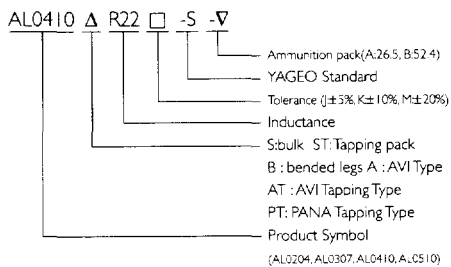 AL0410 Δ R22 □ -S -∇
Ammunition pack(A:26.5, B:52.4)
YAGEO Standard
Tolerance (J±5%, K±10%, M±20%)
Inductance
S:bulk ST:Tapping pack
B : bended legs A : AVI Type
AT : AVI Tapping Type
PT: PANA Tapping Type
Product Symbol
(AL0204, AL0307, AL0410, AL0510)